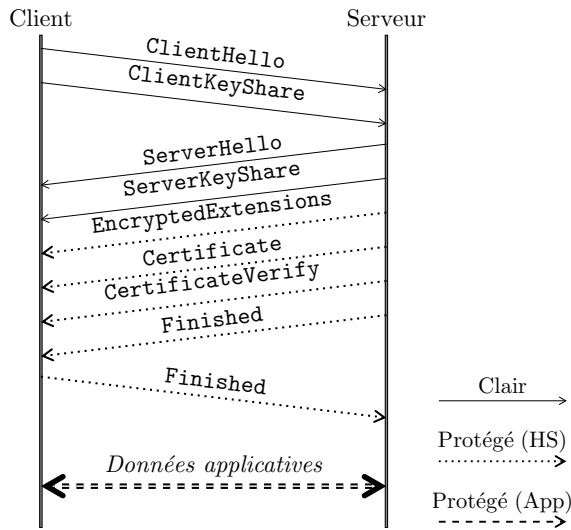 Client
Serveur
ClientHello
ClientKeyShare
ServerHello
ServerKeyShare
EncryptedExtensions
Certificate
CertificateVerify
Finished
Finished
Données applicatives
Clair
Protégé (HS)
Protégé (App)